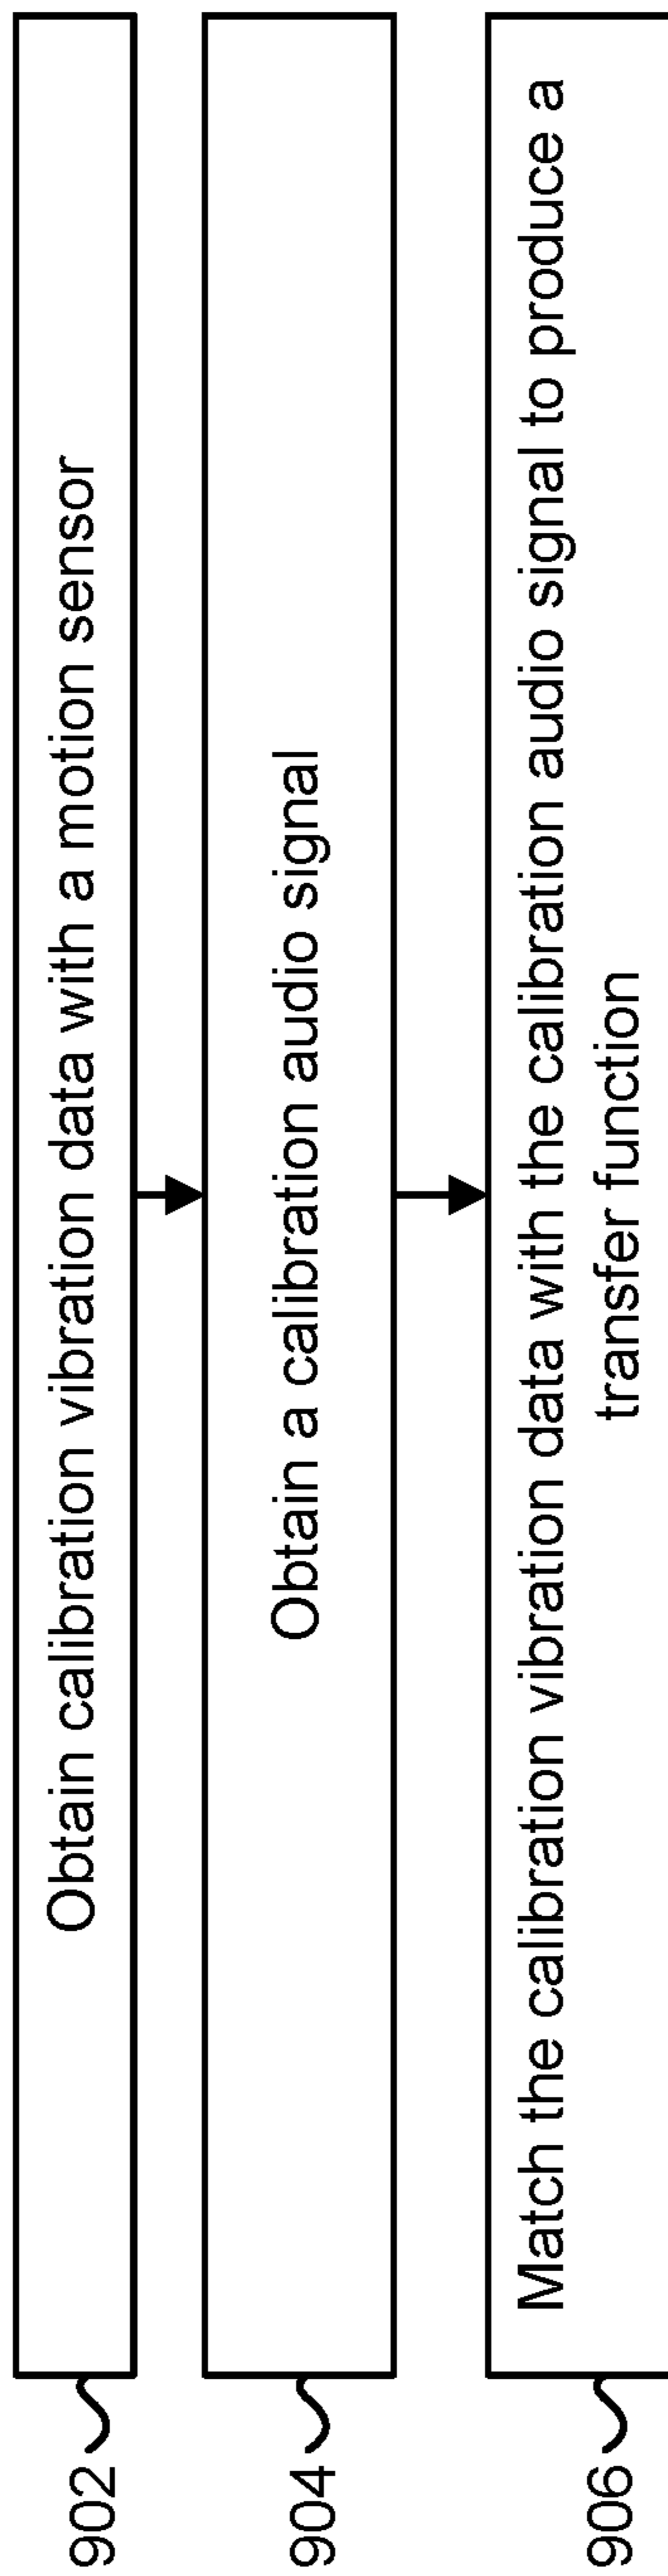 902
Obtain calibration vibration data with a motion sensor
904
Obtain a calibration audio signal
906
Match the calibration vibration data with the calibration audio signal to produce a
transfer function